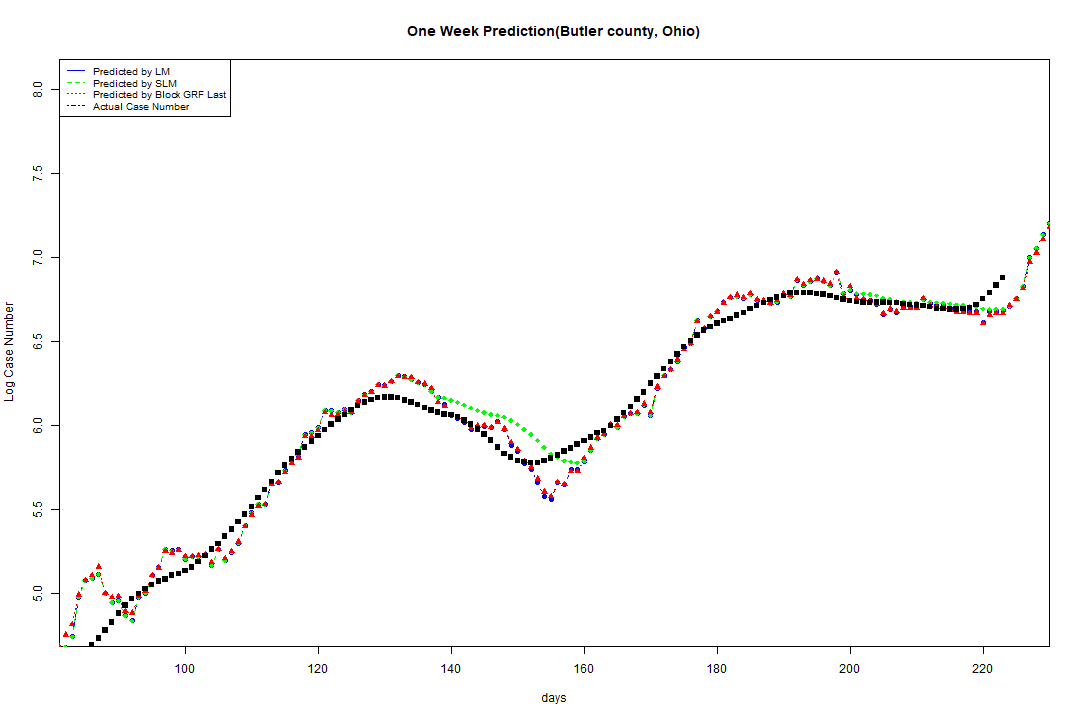 One Week Prediction(Butler county, Ohio)
Predicted by LM
Predicted by SLM
Predicted by Block GRF Last
Actual Case Number
8.0
7.5
7.0
6.5
6.0
5.5
5.0
Log Case Number
100 120 140 160 180 200 220
days